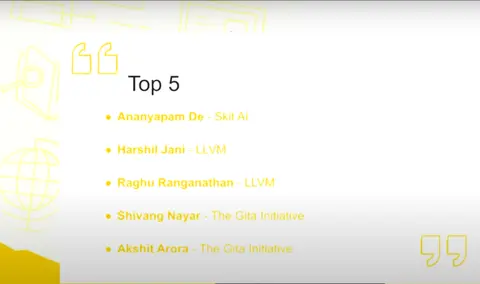 Top 5
Ananyapam De - Skit Ai
Harshil Jani - LLVM
Raghu Ranganathan - LLVM
Shivang Nayar - The Gita Initiative
Akshit Arora - The Gita Initiative